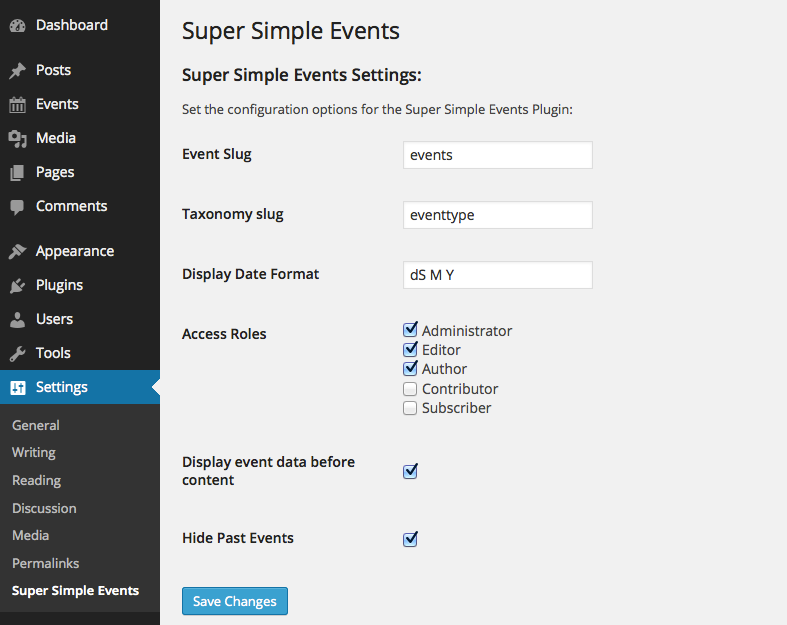 Dashboard
Posts
Events
Media
Pages
Comments
Appearance
Plugins
Users
Tools
Settings
General
Writing
Reading
Discussion
Media
Permalinks
Super Simple Events
Super Simple Events
Super Simple Events Settings:
Set the configuration options for the Super Simple Events Plugin:
Event Slug
events
Taxonomy slug
eventtype
Display Date Format
dS M Y
Access Roles
Administrator
Editor
Author
Contributor
Subscriber
Display event data before
content
Hide Past Events
Save Changes